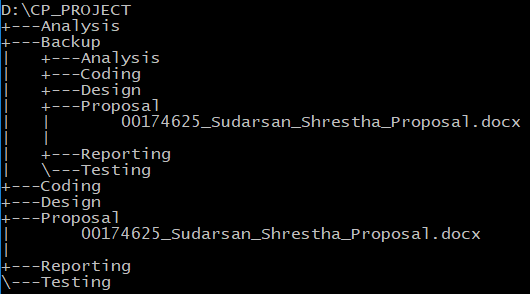 D:\CP_PROJECT
+---Analysis
+---Backup
|   +---Analysis
|   +---Coding
|   +---Design
|   +---Proposal
|   |       00174625_Sudarsan_Shrestha_Proposal.docx
|   |
|   +---Reporting
|   \---Testing
+---Coding
+---Design
+---Proposal
|       00174625_Sudarsan_Shrestha_Proposal.docx
|
+---Reporting
\---Testing